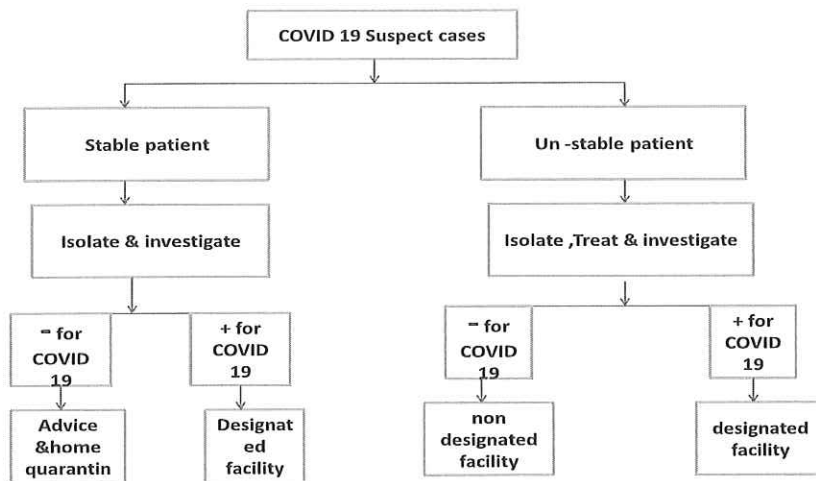 COVID 19 Suspect cases
Stable patient
Un -stable patient
Isolate & investigate
Isolate ,Treat & investigate
- for
COVID
19
+ for
COVID
19
- for
COVID
19
+ for
COVID
19
Advice
&home
quarantin
Designat
ed
facility
non
designated
facility
designated
facility